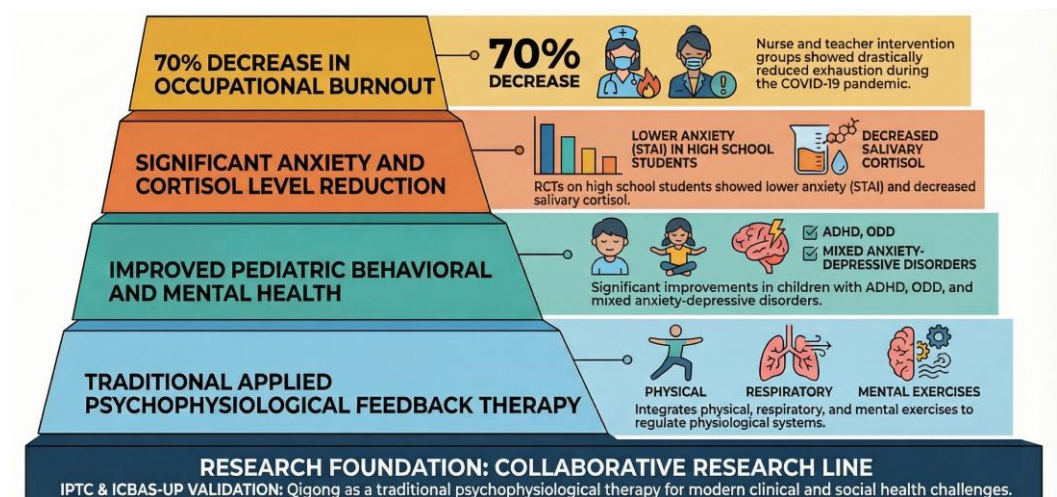 70% DECREASE IN
OCCUPATIONAL BURNOUT
70%
DECREASE
Nurse and teacher intervention
groups showed drastically
reduced exhaustion during
the COVID-19 pandemic.
SIGNIFICANT ANXIETY AND
CORTISOL LEVEL REDUCTION
LOWER ANXIETY
(STAI) IN HIGH SCHOOL
STUDENTS
DECREASED
SALIVARY
CORTISOL
RCTs on high school students showed lower anxiety (STAI) and decreased
salivary cortisol.
IMPROVED PEDIATRIC BEHAVIORAL
AND MENTAL HEALTH
ADHD, ODD
MIXED ANXIETY-
DEPRESSIVE DISORDERS
Significant improvements in children with ADHD, ODD, and
mixed anxiety-depressive disorders.
TRADITIONAL APPLIED
PSYCHOPHYSIOLOGICAL FEEDBACK THERAPY
PHYSICAL
RESPIRATORY
MENTAL EXERCISES
Integrates physical, respiratory, and mental exercises to
regulate physiological systems.
RESEARCH FOUNDATION: COLLABORATIVE RESEARCH LINE
IPTC & ICBAS-UP VALIDATION: Qigong as a traditional psychophysiological therapy for modern clinical and social health challenges.